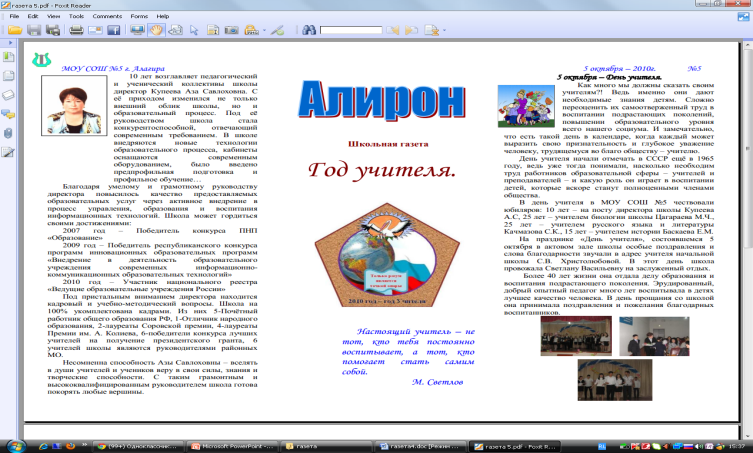 газета 5.pdf - Foxit Reader
File Edit View Tools Comments Forms Help
МОУ СОШ №5 г. Алагира
10 лет возглавляет педагогический
и ученический коллективы школы
директор Купеева Аза Савлововна. С
её приходом изменился не только
внешний облик школы, но и
образовательный процесс. Под её
руководством школа стала
конкурентоспособной, отвечающей
современным требованием. В школе
внедряются новые технологии
образовательного процесса, кабинеты
оснащаются современным
оборудованием, было введено
предпрофильная подготовка и
профильное обучение…
Благодаря умелому и грамотному руководству
директора повысилось качество предоставляемых
образовательных услуг через активное внедрение в
процесс управления, образования и воспитания
информационных технологий. Школа может гордиться
своими достижениями:
2007 год – Победитель конкурса ПНП
«Образование»
2009 год – Победитель республиканского конкурса
программ инновационных образовательных программ
«Внедрение в деятельность образовательного
учреждения современных информационно-
коммуникационных образовательных технологий»
2010 год – Участник национального реестра
«Ведущие образовательные учреждения России»
Под пристальным вниманием директора находится
кадровый и учебно-методический вопросы. Школа на
100% укомплектована кадрами. Из них 5-Почётный
работник общего образования РФ, 1-Отличник народного
образования, 2-лауреаты Соровской премии, 4-лауреаты
Премии им. А. Колиева, 6-победители конкурса лучших
учителей на получение президентского гранта, 6
учителей школы являются руководителями районных
МО.
Несомненна способность Азы Савловovны – вселять
в души учителей и учеников веру в свои силы, знания и
творческие способности. С таким грамотным и
высококвалифицированным руководителем школа готова
покорять любые вершины.
Алирон
Школьная газета
Год учителя.
Только рядом
является
2010 год – год Учителя
Настоящий учитель – не
тот, кто тебя постоянно
воспитывает, а тот, кто
помогает стать самим
собой.
М. Светлов
5 октября – 2010г. №5
5 октября – День учителя.
Как много мы должны сказать своим
учителям?! Ведь именно они дают
необходимые знания детям. Сложно
переоценить их самоотверженный труд в
воспитании подрастающих поколений,
повышении образовательного уровня
всего нашего социума. И замечательно,
что есть такой день в календаре, когда каждый может
выразить свою признательность и глубокое уважение
человеку, трудящемуся во благо обществу – учителю.
День учителя начали отмечать в СССР ещё в 1965
году, ведь уже тогда понимали, насколько необходим
труд работников образовательной сферы – учителей и
преподавателей – и какую роль он играет в воспитании
детей, которые вскоре станут полноценными членами
общества.
В день учителя в МОУ СОШ №5 чествовали
юбиляров: 10 лет – на посту директора школы Купеева
А.С, 25 лет – учителем биологии школы Цагараева М.Ч.,
25 лет – учителем русского языка и литературы
Качмазова С.К., 15 лет – учителем истории Баскаева Е.М.
На празднике «День учителя», состоявшемся 5
октября в актовом зале школы особые поздравления и
слова благодарности звучали в адрес учителя начальной
школы С.В. Христолюбовой. В этот день школа
провожала Светлану Васильевну на заслуженный отдых.
Более 40 лет жизни она отдала делу образования и
воспитания подрастающего поколения. Эрудированный,
добрый опытный педагог много лет воспитывала в детях
лучшее качество человека. В день прощания со школой
она принимала поздравления и пожелания благодарных
воспитанников.
(99+) Одноклассник...
Microsoft PowerPoint - ...
газета
газета4.doc [Режим ...
газета 5.pdf - Foxit R...
15:37